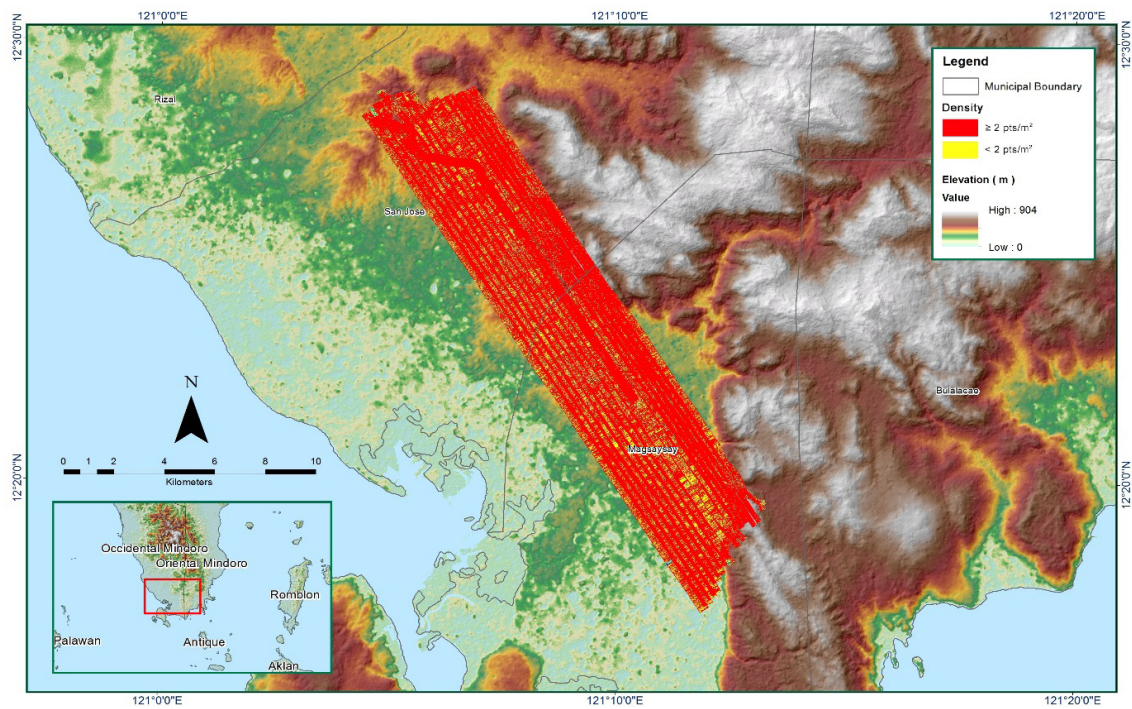 121°0'0"E
121°10'0"E
121°20'0"E
12°30'0"N
12°30'0"N
Rizal
San Jose
Magsaysay
Bulalacao
Legend
Municipal Boundary
Density
≥ 2 pts/m²
< 2 pts/m²
Elevation ( m )
Value
High : 904
Low : 0
N
0 1 2 4 6 8 10
Kilometers
12°20'0"N
12°20'0"N
Occidental Mindoro
Oriental Mindoro
Romblon
Palawan
Antique
Aklan
121°0'0"E
121°10'0"E
121°20'0"E